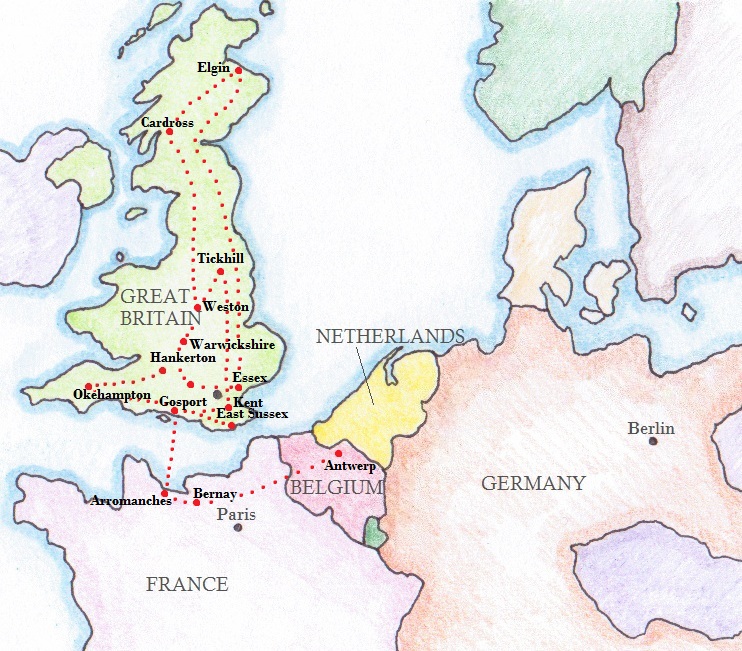 Elgin
Cardross
Tickhill
GREAT
BRITAIN
Weston
NETHERLANDS
Warwickshire
Hankerton
Essex
Okehampton
Gosport
Kent
East Sussex
Berlin
Antwerp
GERMANY
BELGIUM
Arromanches
Bernay
Paris
FRANCE